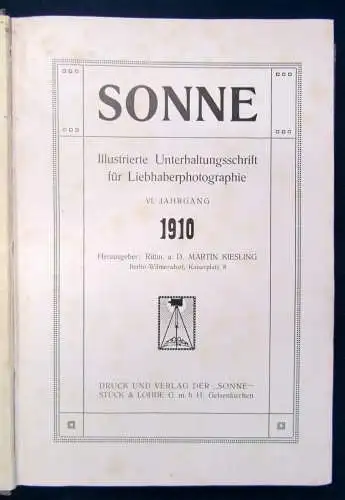 SONNE
Illustrierte Unterhaltungsschrift
für Liebhaberphotographie
VI. JAHRGANG
1910
Herausgeber: Rittm. a. D. MARTIN KIESLING
Berlin-Wilmersdorf, Kaiserplatz 8
DRUCK UND VERLAG DER „SONNE“
STÜCK & LOHDE G. m. b. H. Gelsenkirchen